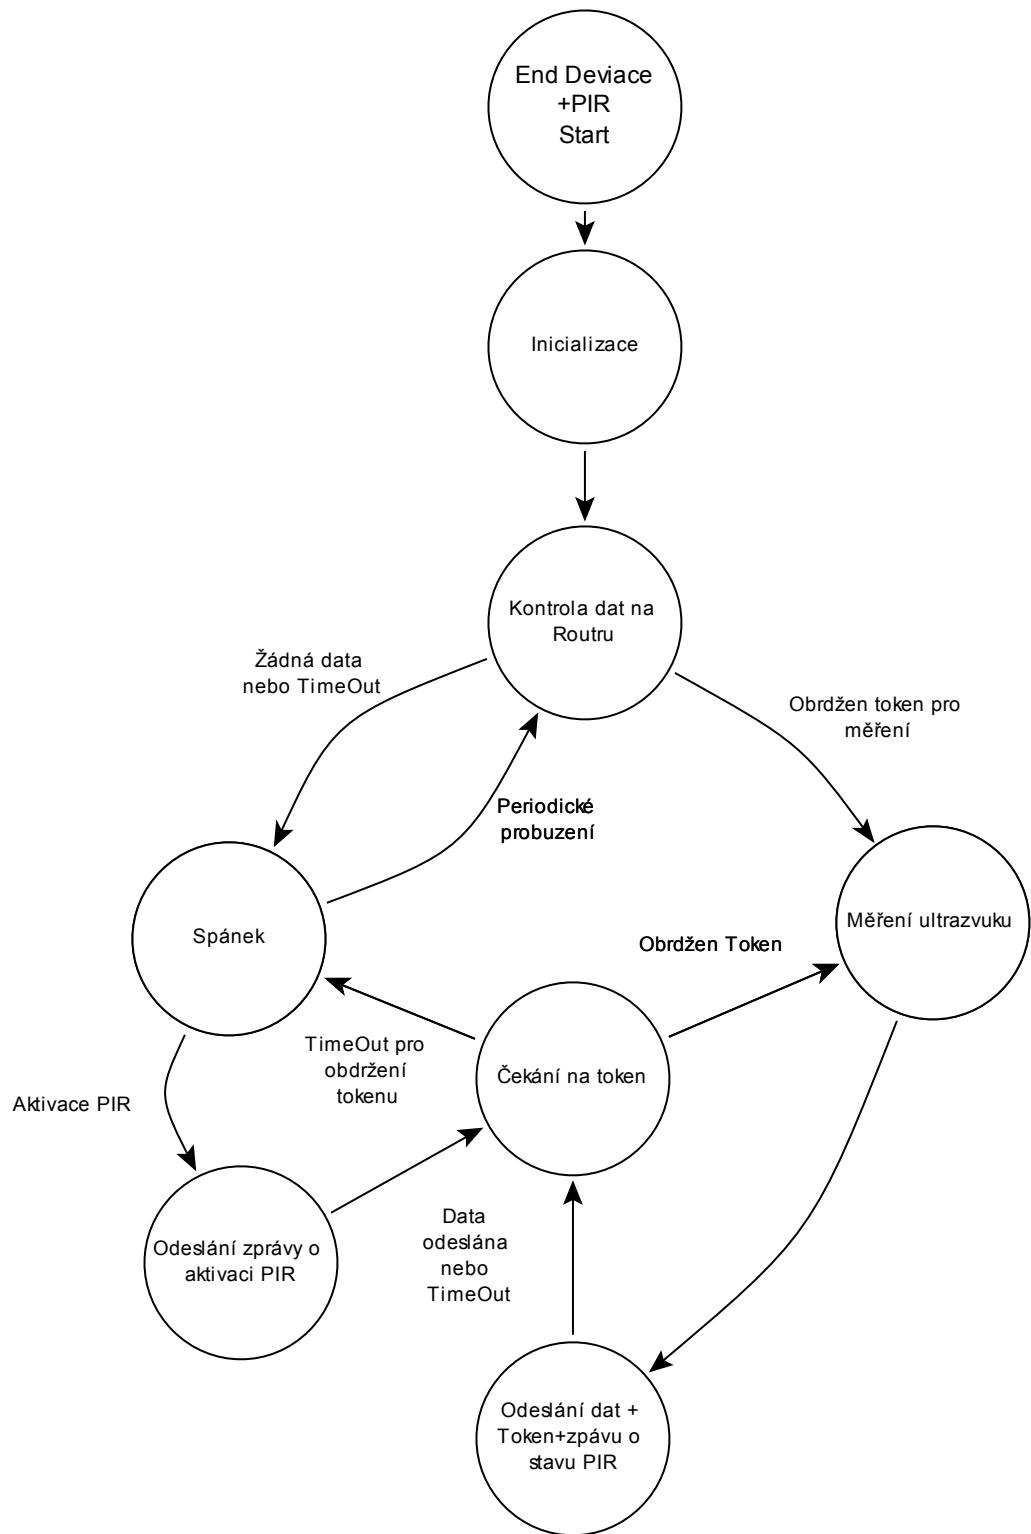 End Deviace
+PIR
Start
Inicializace
Kontrola dat na
Routru
Žádná data
nebo TimeOut
Obrdžen token pro
měření
Periodické
probuzení
Spánek
Měření ultrazvuku
Obrdžen Token
TimeOut pro
obdržení
tokenu
Čekání na token
Aktivace PIR
Odeslání zprávy o
aktivaci PIR
Data
odeslána
nebo
TimeOut
Odeslání dat +
Token+zpávu o
stavu PIR